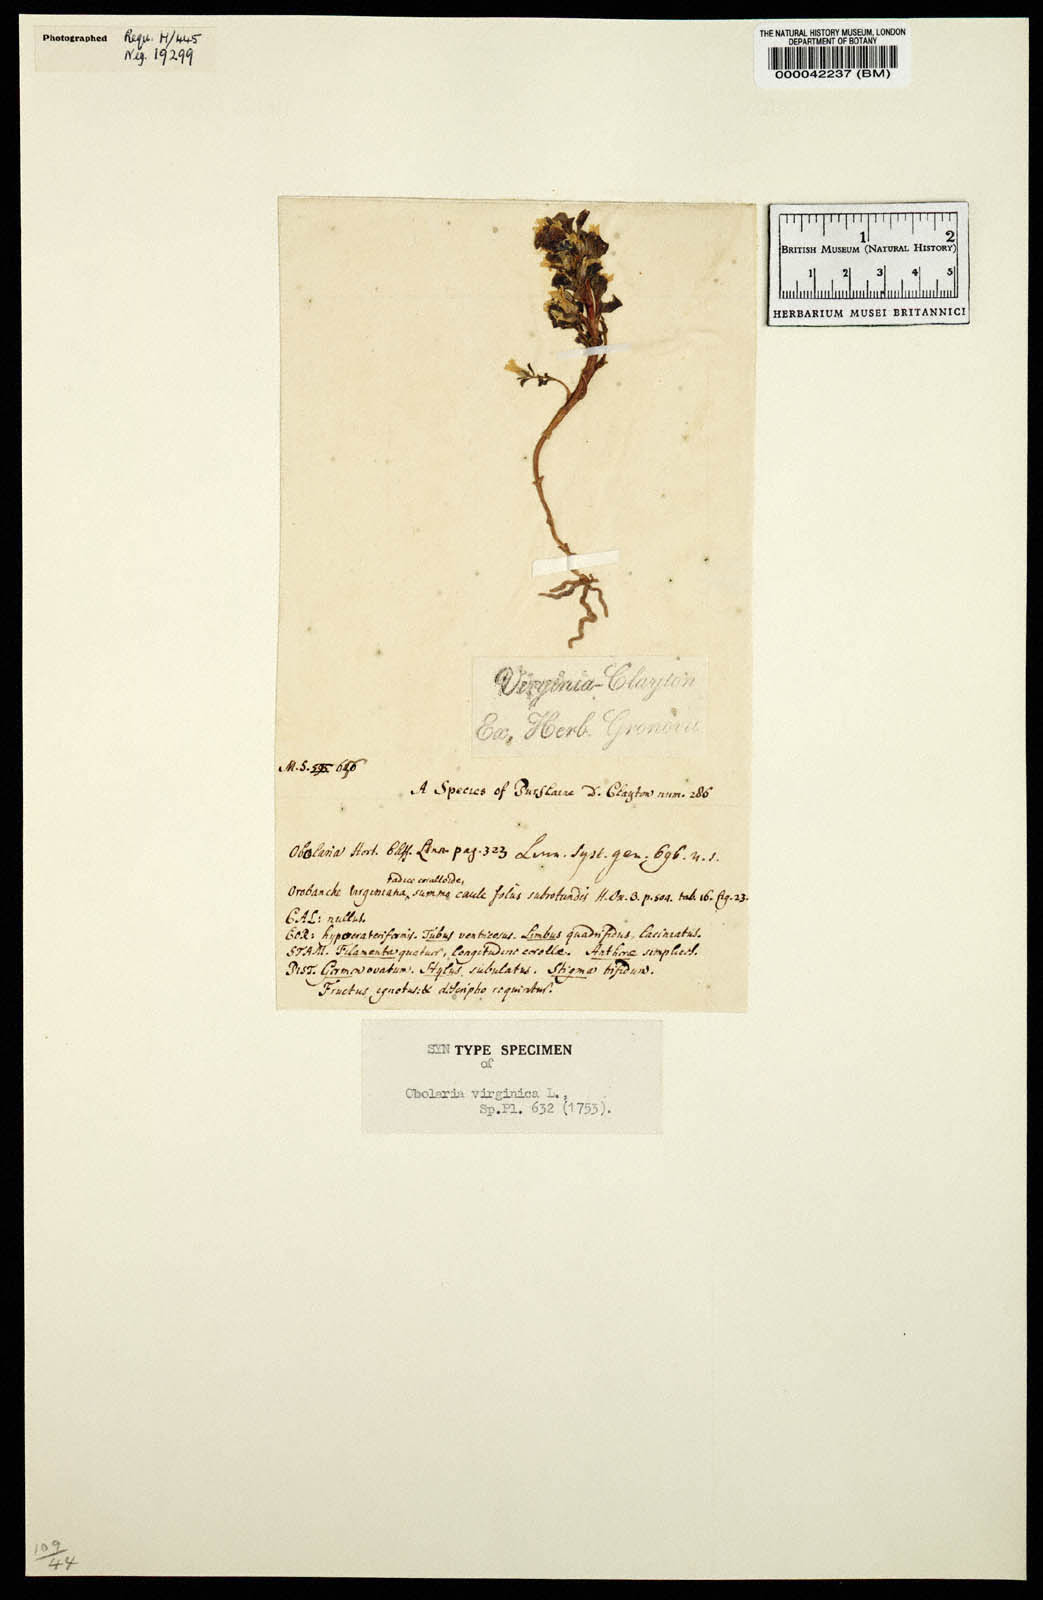 Photographed Requ. H/445
Neg. 19299
THE NATURAL HISTORY MUSEUM, LONDON
DEPARTMENT OF BOTANY
000042237 (BM)
1 2
BRITISH MUSEUM (NATURAL HISTORY)
1 2 3 4 5
HERBARIUM MUSEI BRITANNICI
Virginia-Clayton
Ex. Herb. Gronovii
M.S.
A Species of Purslane D. Clayton num. 286
Obolaria Hort. Cliff. Linn. pag. 323 Linn. syst. gen. 696. n. 1.
radice coralloide,
Orobanche Virginiana, summo caule foliis subrotundis H. Ox. 3. p. 504. tab. 16. fig. 23.
CAL: nullus.
COR: hypocrateriformis. Tubus ventricosus. Limbus quadrifidus, laciniatus.
STAM. Filamenta quatuor, longitudine corollæ. Antheræ simplices.
PIST. Germen ovatum. Stylus subulatus. Stigma bifidum.
Fructus ignotus: & descriptio requiratur.
SYN TYPE SPECIMEN
of
Obolaria virginica L.,
Sp.Pl. 632 (1753).
109
44